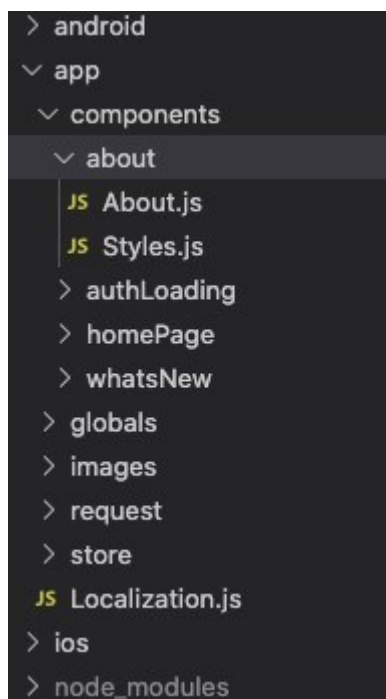 android
app
components
about
JS About.js
JS Styles.js
authLoading
homePage
whatsNew
globals
images
request
store
JS Localization.js
ios
node_modules